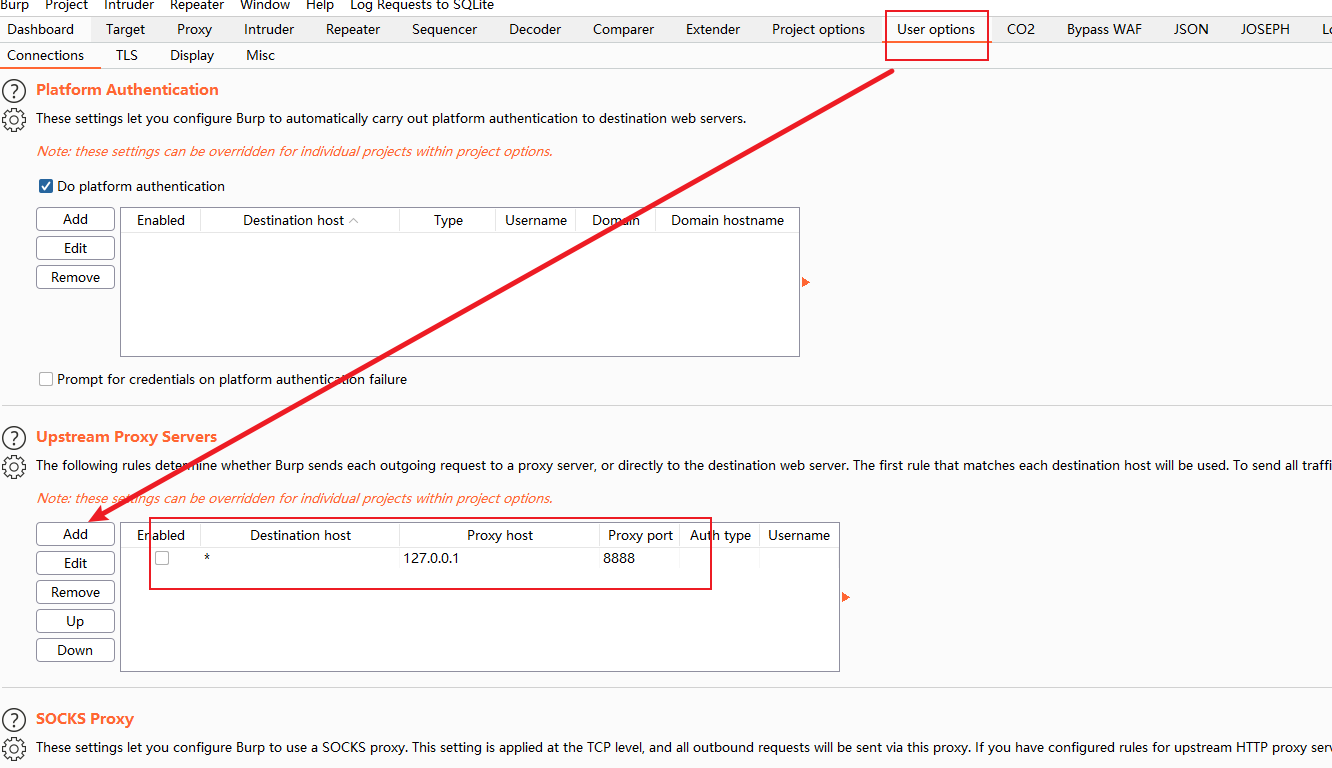 Burp Project Intruder Repeater Window Help Log Requests to SQLite
Dashboard Target Proxy Intruder Repeater Sequencer Decoder Comparer Extender Project options User options CO2 Bypass WAF JSON JOSEPH
Connections TLS Display Misc
? Platform Authentication
These settings let you configure Burp to automatically carry out platform authentication to destination web servers.
Note: these settings can be overridden for individual projects within project options.
Do platform authentication
Add Enabled Destination host Type Username Domain Domain hostname
Edit
Remove
Prompt for credentials on platform authentication failure
? Upstream Proxy Servers
The following rules determine whether Burp sends each outgoing request to a proxy server, or directly to the destination web server. The first rule that matches each destination host will be used. To send all traffi
Note: these settings can be overridden for individual projects within project options.
Add Enabled Destination host Proxy host Proxy port Auth type Username
* 127.0.0.1 8888
Edit
Remove
Up
Down
? SOCKS Proxy
These settings let you configure Burp to use a SOCKS proxy. This setting is applied at the TCP level, and all outbound requests will be sent via this proxy. If you have configured rules for upstream HTTP proxy serv